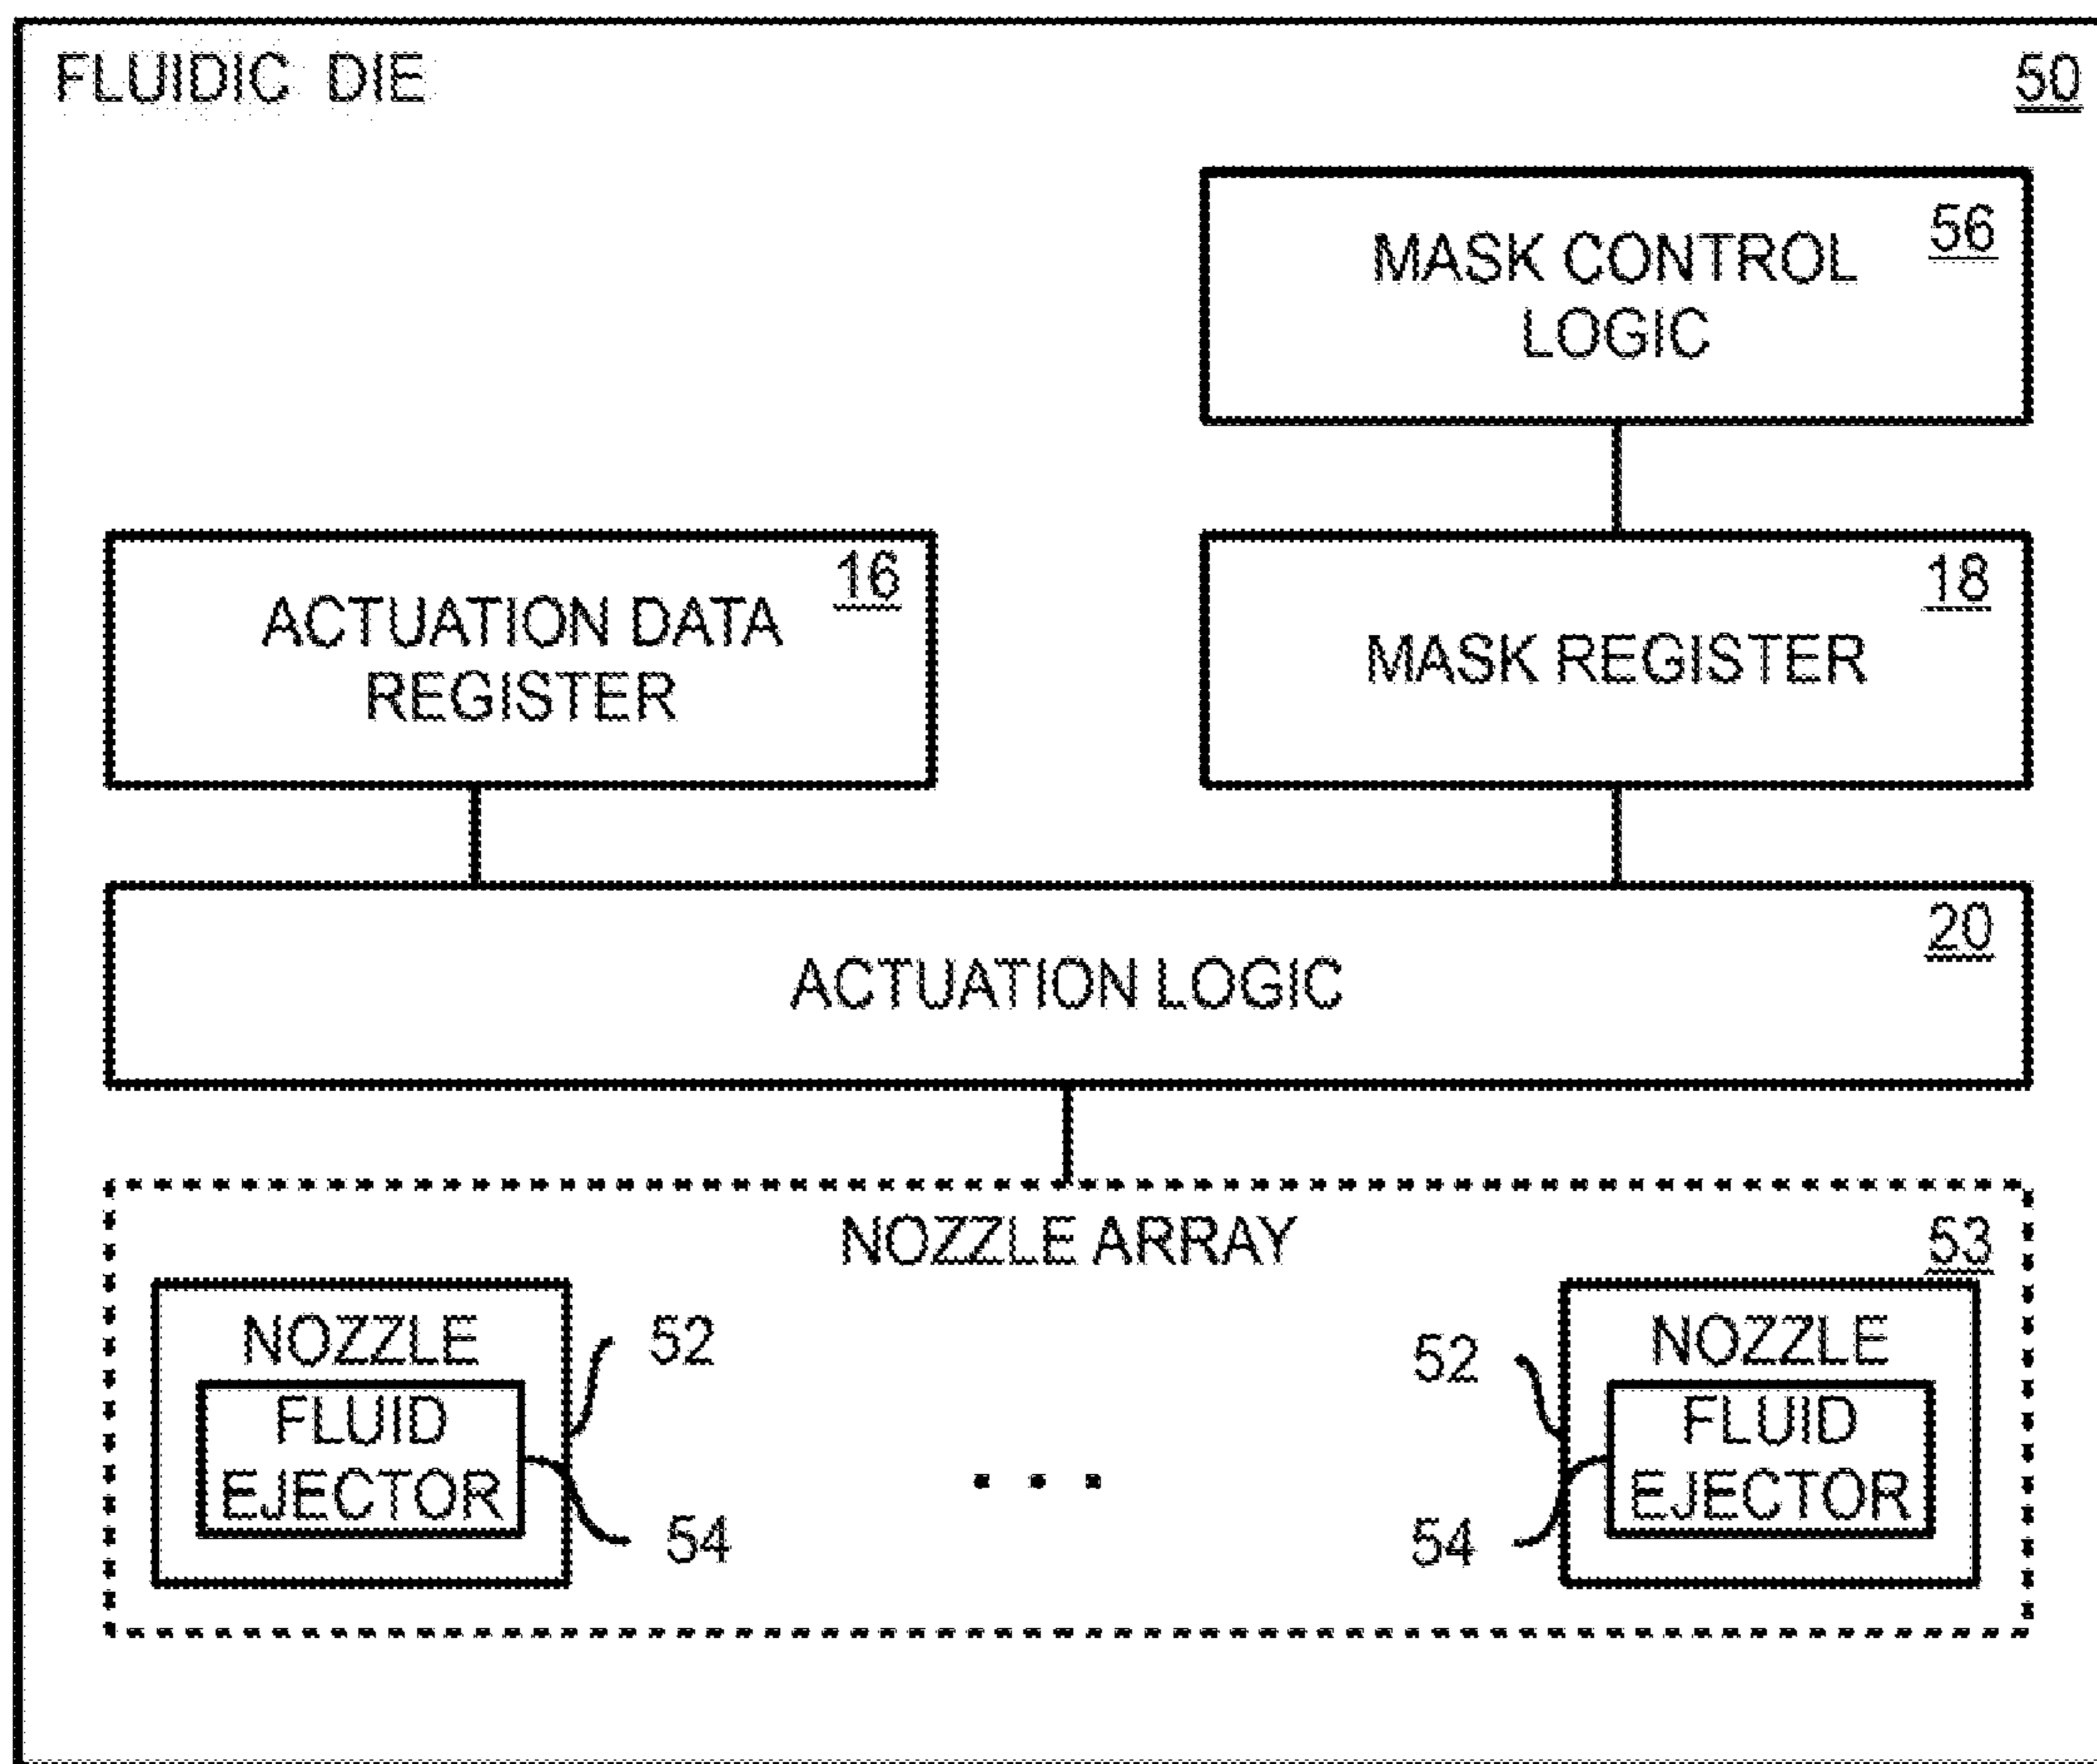 FLUIDIC DIE
50
MASK CONTROL
LOGIC
56
ACTUATION DATA
REGISTER
16
MASK REGISTER
18
ACTUATION LOGIC
20
NOZZLE ARRAY
53
NOZZLE
FLUID
EJECTOR
52
54
. . .
52
54
NOZZLE
FLUID
EJECTOR